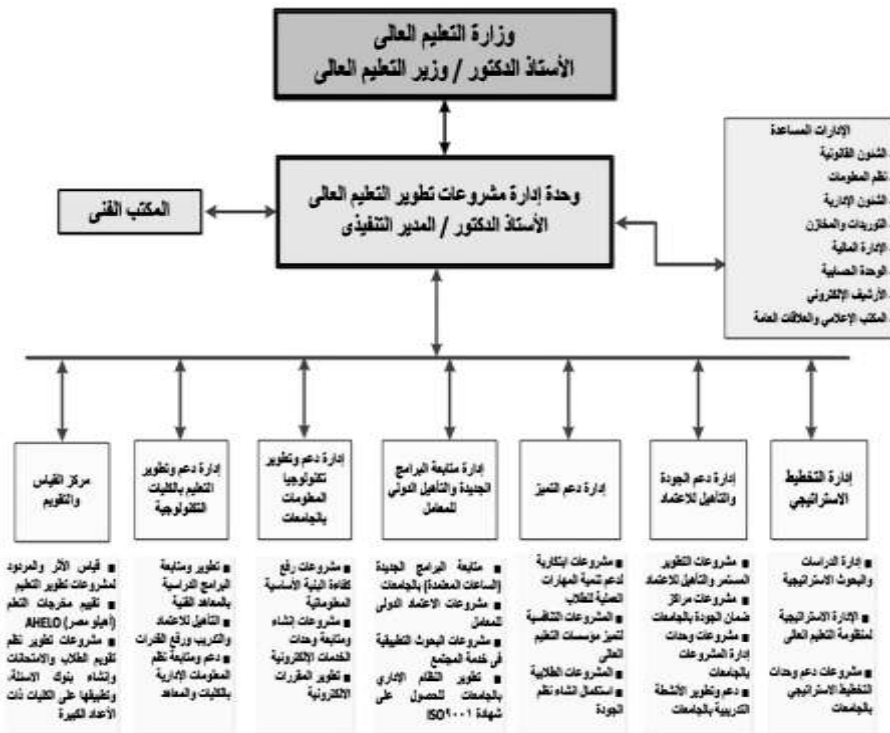 وزارة التعليم العالى
الأستاذ الدكتور / وزير التعليم العالى
الإدارات المساعدة
- الشئون القانونية
- نظم المعلومات
- الشئون الإدارية
- التوريدات والمخازن
- الإدارة المالية
- الوحدة الحسابية
- الأرشيف الإلكتروني
- المكتب الإعلامي والعلاقات العامة
وحدة إدارة مشروعات تطوير التعليم العالى
الأستاذ الدكتور / المدير التنفيذى
المكتب الفنى
إدارة التخطيط
الاستراتيجي
إدارة دعم الجودة
والتأهيل للاعتماد
إدارة دعم التميز
إدارة متابعة البرامج
الجديدة والتأهيل الدولي
للمعامل
إدارة دعم وتطوير
تكنولوجيا
المعلومات
بالجامعات
إدارة دعم وتطوير
التعليم بالكليات
التكنولوجية
مركز القياس
والتقويم
■ إدارة الدراسات
والبحوث الاستراتيجية
■ الإدارة الاستراتيجية
لمنظومة التعليم العالى
■ مشروعات دعم وحدات
التخطيط الاستراتيجي
بالجامعات
■ مشروعات التطوير
المستمر والتأهيل للاعتماد
■ مشروعات مراكز
ضمان الجودة بالجامعات
■ مشروعات وحدات
إدارة المشروعات
بالجامعات
■ دعم وتطوير الأنشطة
التدريبية بالجامعات
■ مشروعات ابتكارية
لدعم تنمية المهارات
العملية للطلاب
■ المشروعات التنافسية
لتميز مؤسسات التعليم
العالى
■ المشروعات الطلابية
■ استكمال انشاء نظم
الجودة
■ متابعة البرامج الجديدة
(الساعات المعتمدة) بالجامعات
■ مشروعات الاعتماد الدولى
للمعامل
■ مشروعات البحوث التطبيقية
فى خدمة المجتمع
■ تطوير النظام الإداري
بالجامعات للحصول على
شهادة ISO٩٠٠١
■ مشروعات رفع
كفاءة البنية الأساسية
المعلوماتية
■ مشروعات إنشاء
ومتابعة وحدات
الخدمات الإلكترونية
■ تطوير المقررات
الالكترونية
■ تطوير ومتابعة
البرامج الدراسية
بالمعاهد الفنية
■ التأهيل للاعتماد
والتدريب ورفع القدرات
■ دعم ومتابعة نظم
المعلومات الإدارية
بالكليات والمعاهد
■ قياس الأثر والمردود
لمشروعات تطوير التعليم
■ تقييم مخرجات التعلم
(أهيلو مصر) AHELO
■ مشروعات تطوير نظم
تقويم الطلاب والامتحانات
وإنشاء بنوك الاسئلة،
وتطبيقها على الكليات ذات
الأعداد الكبيرة